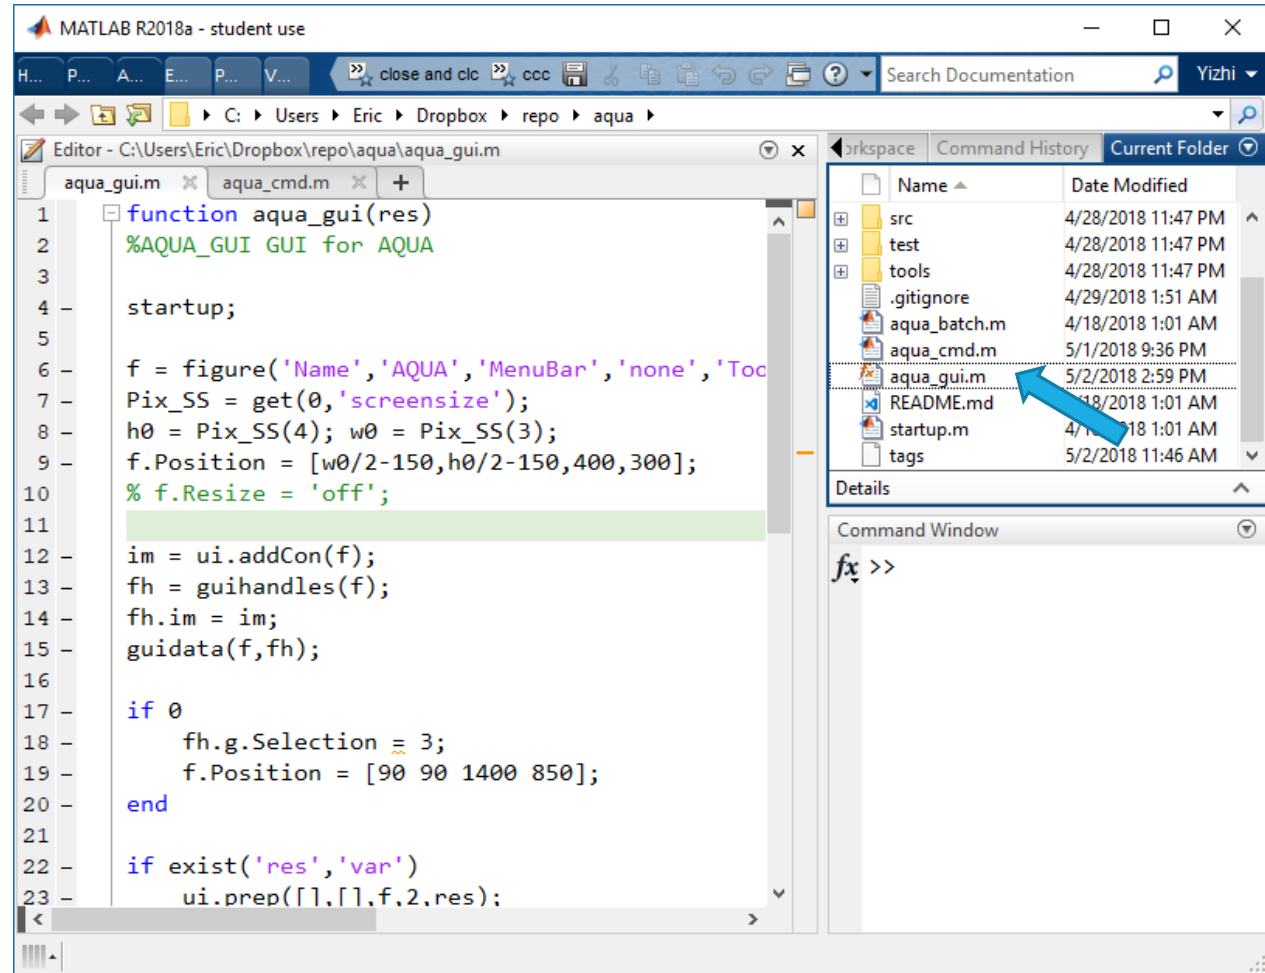 MATLAB R2018a - student use
H... P... A... E... P... V... close and clc ccc Search Documentation Yizhi
C: Users Eric Dropbox repo aqua
Editor - C:\Users\Eric\Dropbox\repo\aqua\aqua_gui.m
aqua_gui.m aqua_cmd.m +
1 function aqua_gui(res)
2 %AQUA_GUI GUI for AQUA
3
4 – startup;
5
6 – f = figure('Name','AQUA','MenuBar','none','Too
7 – Pix_SS = get(0,'screensize');
8 – h0 = Pix_SS(4); w0 = Pix_SS(3);
9 – f.Position = [w0/2-150,h0/2-150,400,300];
10 % f.Resize = 'off';
11
12 – im = ui.addCon(f);
13 – fh = guihandles(f);
14 – fh.im = im;
15 – guidata(f,fh);
16
17 – if 0
18 – fh.g.Selection = 3;
19 – f.Position = [90 90 1400 850];
20 – end
21
22 – if exist('res','var')
23 – ui.prep([],[],f,2,res);
orkspace Command History Current Folder
Name Date Modified
src 4/28/2018 11:47 PM
test 4/28/2018 11:47 PM
tools 4/28/2018 11:47 PM
.gitignore 4/29/2018 1:51 AM
aqua_batch.m 4/18/2018 1:01 AM
aqua_cmd.m 5/1/2018 9:36 PM
aqua_gui.m 5/2/2018 2:59 PM
README.md /18/2018 1:01 AM
startup.m 4/1 18 1:01 AM
tags 5/2/2018 11:46 AM
Details
Command Window
fx >>